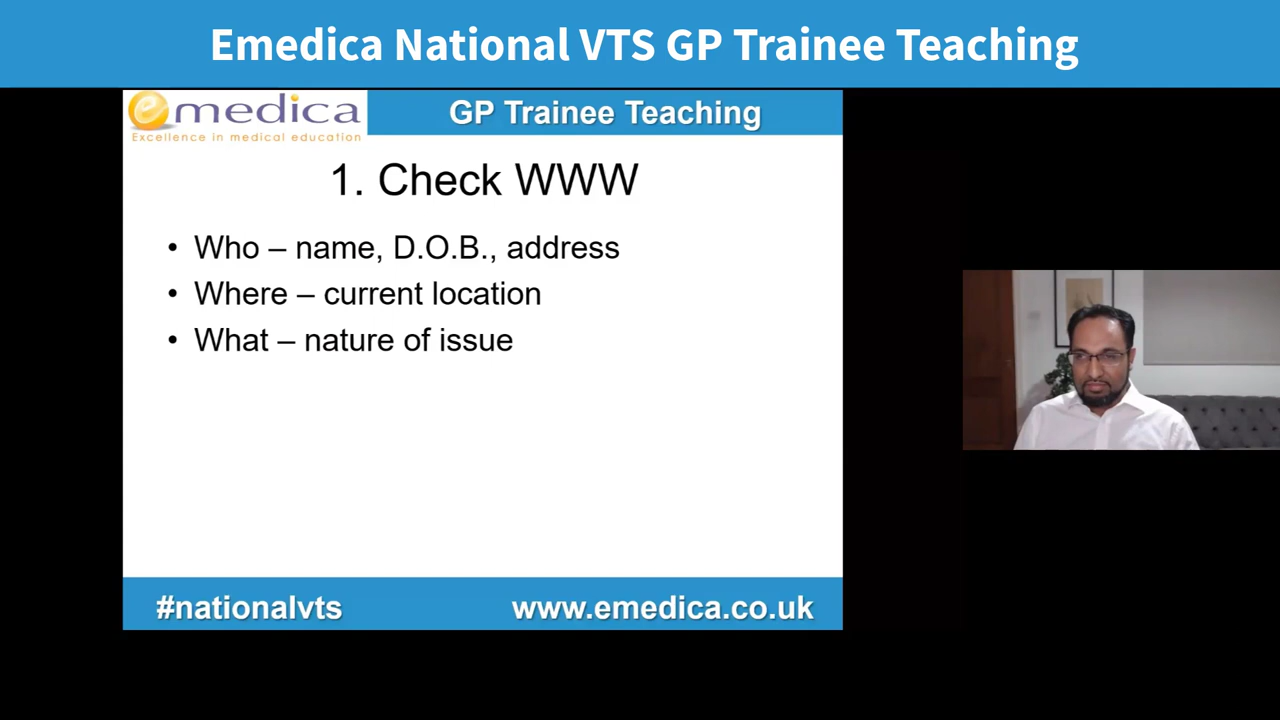 Emedica National VTS GP Trainee Teaching
emedica
Excellence in medical education
GP Trainee Teaching
1. Check WWW
• Who – name, D.O.B., address
• Where – current location
• What – nature of issue
#nationalvts
www.emedica.co.uk